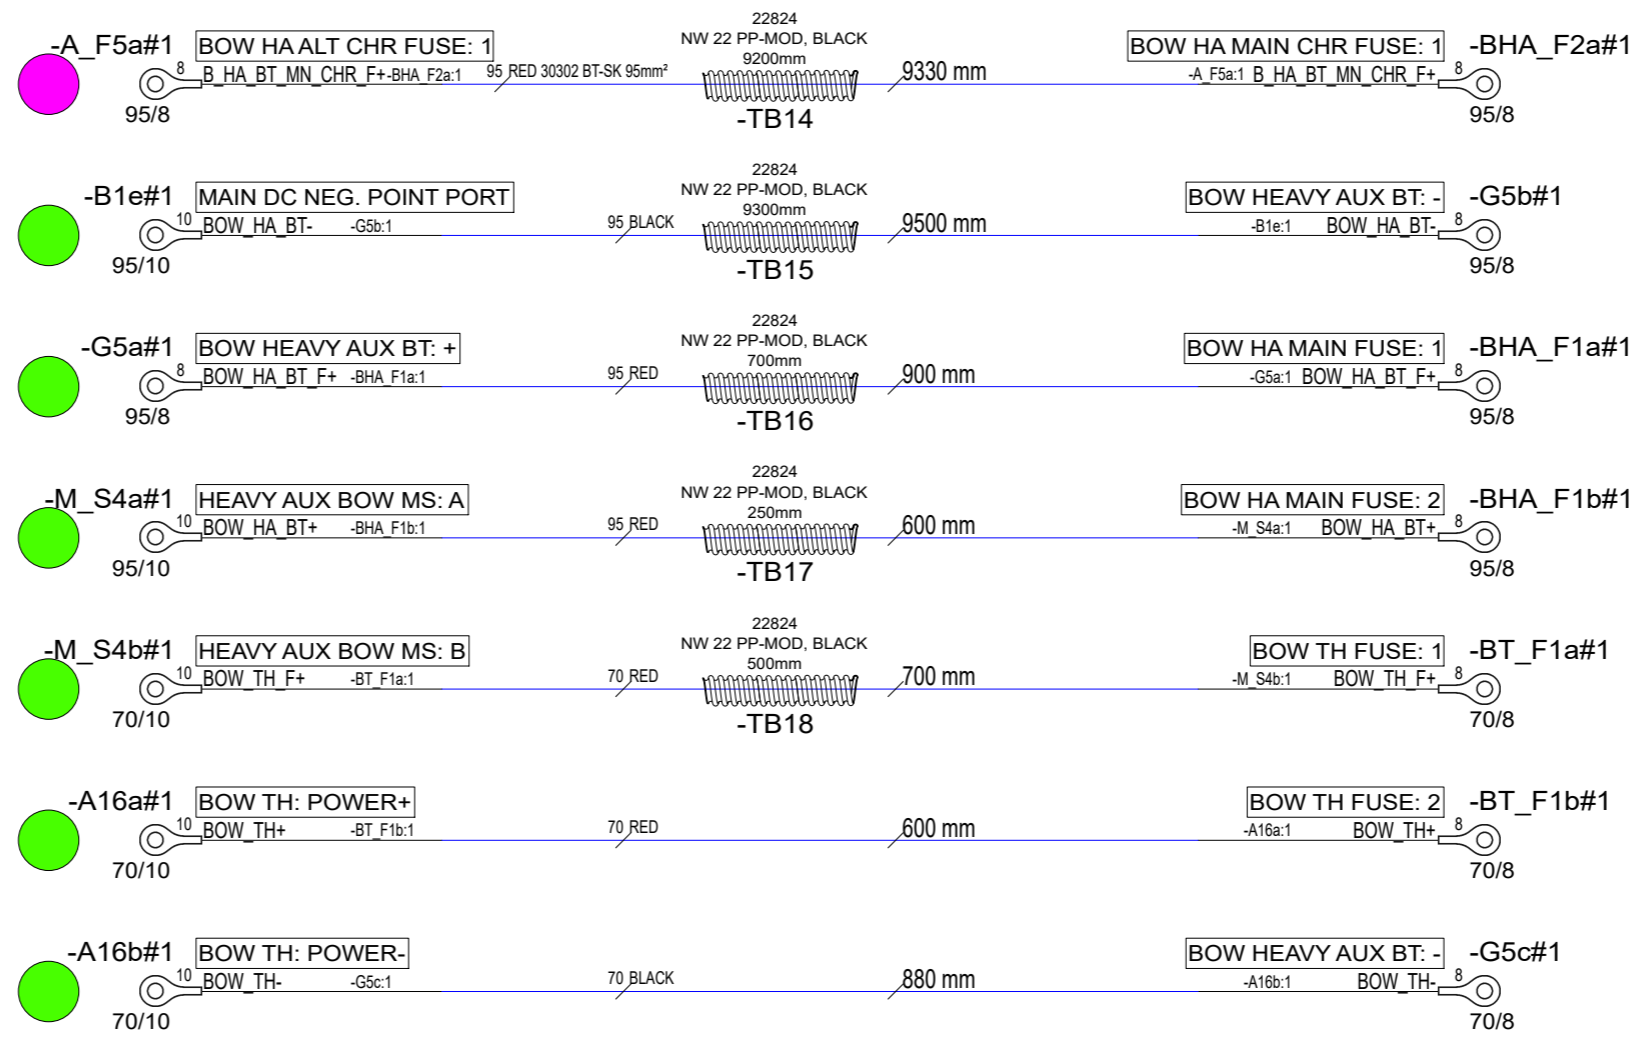 22824
-A_F5a#1 BOW HA ALT CHR FUSE: 1 NW 22 PP-MOD, BLACK BOW HA MAIN CHR FUSE: 1 -BHA_F2a#1
9200mm
8 B_HA_BT_MN_CHR_F+ -BHA_F2a:1 95 RED 30302 BT-SK 95mm² 9330 mm -A_F5a:1 B_HA_BT_MN_CHR_F+ 8
95/8 -TB14 95/8
22824
-B1e#1 MAIN DC NEG. POINT PORT NW 22 PP-MOD, BLACK BOW HEAVY AUX BT: - -G5b#1
9300mm
10 BOW_HA_BT- -G5b:1 95 BLACK 9500 mm -B1e:1 BOW_HA_BT- 8
95/10 -TB15 95/8
22824
-G5a#1 BOW HEAVY AUX BT: + NW 22 PP-MOD, BLACK BOW HA MAIN FUSE: 1 -BHA_F1a#1
700mm
8 BOW_HA_BT_F+ -BHA_F1a:1 95 RED 900 mm -G5a:1 BOW_HA_BT_F+ 8
95/8 -TB16 95/8
22824
-M_S4a#1 HEAVY AUX BOW MS: A NW 22 PP-MOD, BLACK BOW HA MAIN FUSE: 2 -BHA_F1b#1
250mm
10 BOW_HA_BT+ -BHA_F1b:1 95 RED 600 mm -M_S4a:1 BOW_HA_BT+ 8
95/10 -TB17 95/8
22824
-M_S4b#1 HEAVY AUX BOW MS: B NW 22 PP-MOD, BLACK BOW TH FUSE: 1 -BT_F1a#1
500mm
10 BOW_TH_F+ -BT_F1a:1 70 RED 700 mm -M_S4b:1 BOW_TH_F+ 8
70/10 -TB18 70/8
-A16a#1 BOW TH: POWER+ BOW TH FUSE: 2 -BT_F1b#1
10 BOW_TH+ -BT_F1b:1 70 RED 600 mm -A16a:1 BOW_TH+ 8
70/10 70/8
-A16b#1 BOW TH: POWER- BOW HEAVY AUX BT: - -G5c#1
10 BOW_TH- -G5c:1 70 BLACK 880 mm -A16b:1 BOW_TH- 8
70/10 70/8